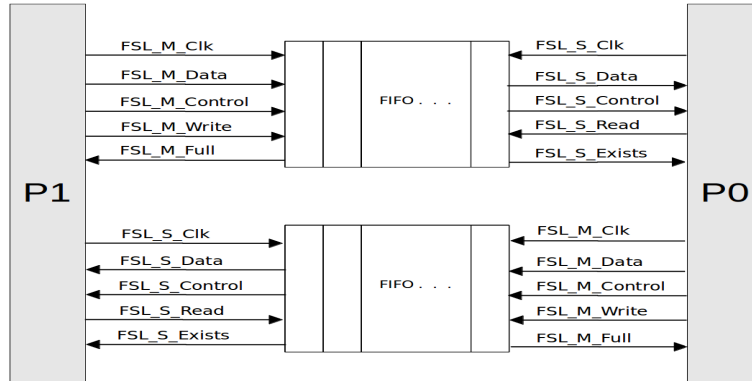 FSL_M_Clk
FSL_M_Data
FSL_M_Control
FSL_M_Write
FSL_M_Full
FIFO . . .
FSL_S_Clk
FSL_S_Data
FSL_S_Control
FSL_S_Read
FSL_S_Exists
P1
P0
FSL_S_Clk
FSL_S_Data
FSL_S_Control
FSL_S_Read
FSL_S_Exists
FIFO . . .
FSL_M_Clk
FSL_M_Data
FSL_M_Control
FSL_M_Write
FSL_M_Full